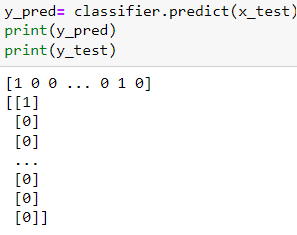 y_pred= classifier.predict(x_test)
print(y_pred)
print(y_test)
[1 0 0 ... 0 1 0]
[[1]
 [0]
 [0]
 ...
 [0]
 [0]
 [0]]